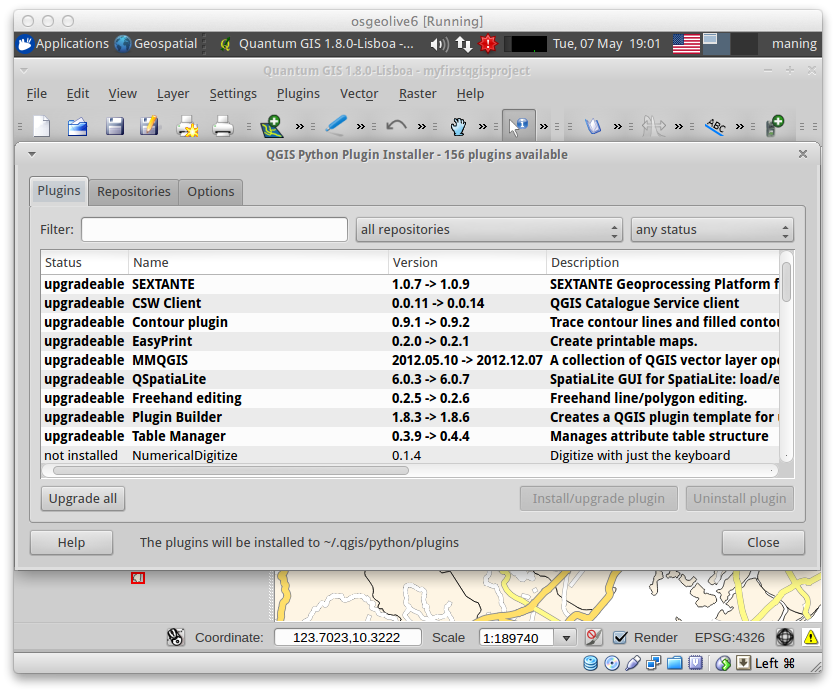 osgeolive6 [Running]
Applications Geospatial Quantum GIS 1.8.0-Lisboa -... Tue, 07 May 19:01 maning
Quantum GIS 1.8.0-Lisboa - myfirstqgisproject
File Edit View Layer Settings Plugins Vector Raster Help
ABC
QGIS Python Plugin Installer - 156 plugins available
Plugins Repositories Options
Filter: all repositories any status
Status Name Version Description
upgradeable SEXTANTE 1.0.7 -> 1.0.9 SEXTANTE Geoprocessing Platform f
upgradeable CSW Client 0.0.11 -> 0.0.14 QGIS Catalogue Service client
upgradeable Contour plugin 0.9.1 -> 0.9.2 Trace contour lines and filled contou
upgradeable EasyPrint 0.2.0 -> 0.2.1 Create printable maps.
upgradeable MMQGIS 2012.05.10 -> 2012.12.07 A collection of QGIS vector layer ope
upgradeable QSpatiaLite 6.0.3 -> 6.0.7 SpatiaLite GUI for SpatiaLite: load/e
upgradeable Freehand editing 0.2.5 -> 0.2.6 Freehand line/polygon editing.
upgradeable Plugin Builder 1.8.3 -> 1.8.6 Creates a QGIS plugin template for
upgradeable Table Manager 0.3.9 -> 0.4.4 Manages attribute table structure
not installed NumericalDigitize 0.1.4 Digitize with just the keyboard
Upgrade all Install/upgrade plugin Uninstall plugin
Help The plugins will be installed to ~/.qgis/python/plugins Close
Coordinate: 123.7023,10.3222 Scale 1:189740 Render EPSG:4326
Left ⌘